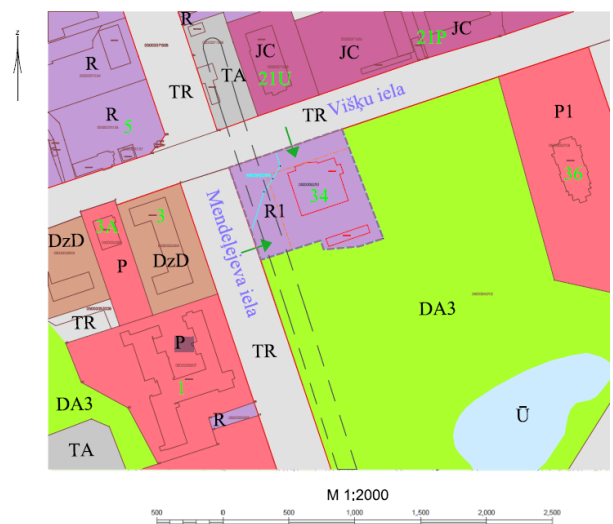 z
R
JC
JC
21P
R
TA
21U
TR
TR
Višķu iela
P1
R
5
36
34
R1
3A
3
DzD
P
DzD
Mendeļejeva iela
TR
DA3
TR
P
1
DA3
R
TA
Ū
M 1:2000
500
0
500
1,000
1,500
2,000
2,500